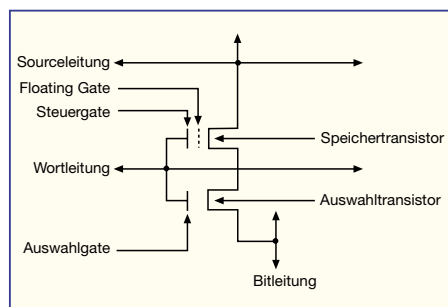 Sourceleitung
Floating Gate
Steuergate
Speichertransistor
Wortleitung
Auswahltransistor
Auswahlgate
Bitleitung